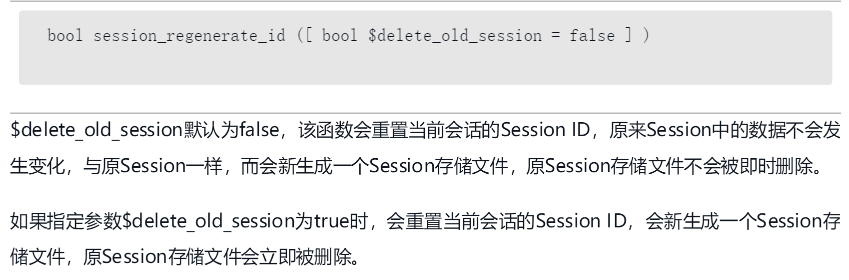 bool session_regenerate_id ([ bool $delete_old_session = false ] )
$delete_old_session默认为false，该函数会重置当前会话的Session ID，原来Session中的数据不会发
生变化，与原Session一样，而会新生成一个Session存储文件，原Session存储文件不会被即时删除。
如果指定参数$delete_old_session为true时，会重置当前会话的Session ID，会新生成一个Session存
储文件，原Session存储文件会立即被删除。